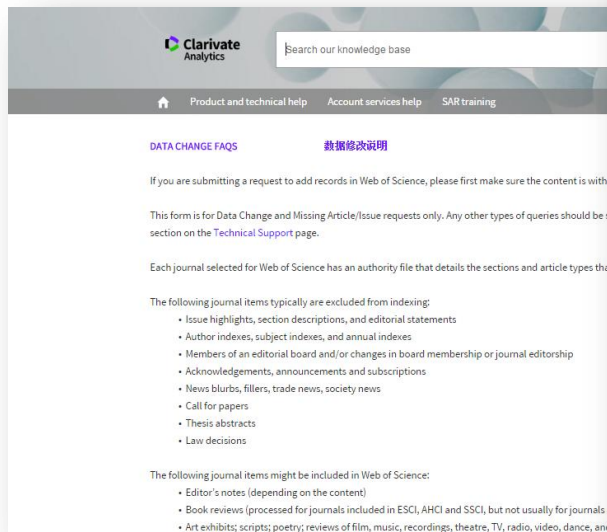 Clarivate
Analytics
Search our knowledge base
Product and technical help Account services help SAR training
DATA CHANGE FAQS 数据修改说明
If you are submitting a request to add records in Web of Science, please first make sure the content is with
This form is for Data Change and Missing Article/Issue requests only. Any other types of queries should be
section on the Technical Support page.
Each journal selected for Web of Science has an authority file that details the sections and article types tha
The following journal items typically are excluded from indexing:
• Issue highlights, section descriptions, and editorial statements
• Author indexes, subject indexes, and annual indexes
• Members of an editorial board and/or changes in board membership or journal editorship
• Acknowledgements, announcements and subscriptions
• News blurbs, fillers, trade news, society news
• Call for papers
• Thesis abstracts
• Law decisions
The following journal items might be included in Web of Science:
• Editor's notes (depending on the content)
• Book reviews (processed for journals included in ESCI, AHCI and SSCI, but not usually for journals
• Art exhibits; scripts; poetry; reviews of film, music, recordings, theatre, TV, radio, video, dance, and